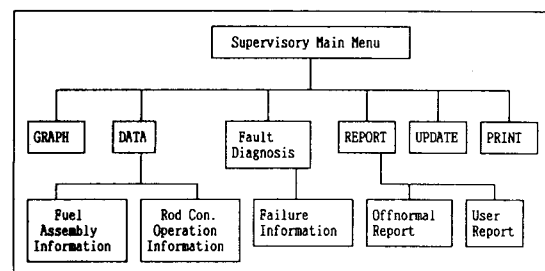 Supervisory Main Menu
GRAPH
DATA
Fault
Diagnosis
REPORT
UPDATE
PRINT
Fuel
Assembly
Information
Rod Con.
Operation
Information
Failure
Information
Offnormal
Report
User
Report